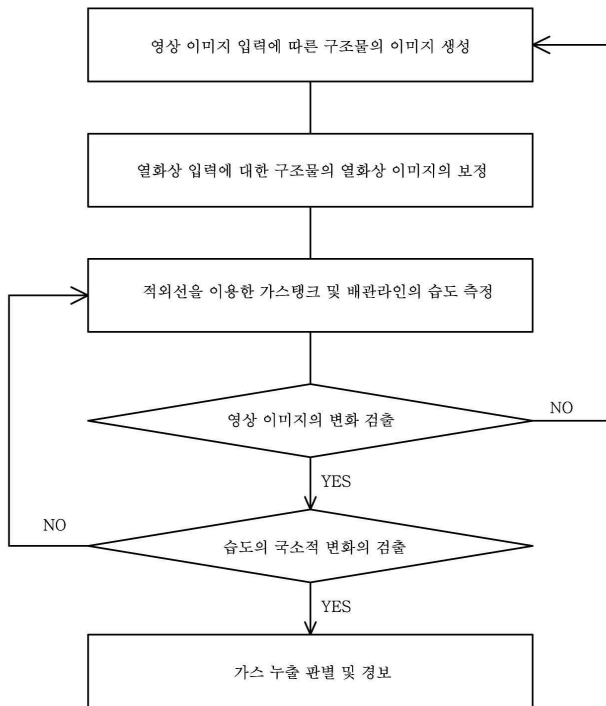 영상 이미지 입력에 따른 구조물의 이미지 생성
열화상 입력에 대한 구조물의 열화상 이미지의 보정
적외선을 이용한 가스탱크 및 배관라인의 습도 측정
영상 이미지의 변화 검출
NO
YES
NO
습도의 국소적 변화의 검출
YES
가스 누출 판별 및 경보